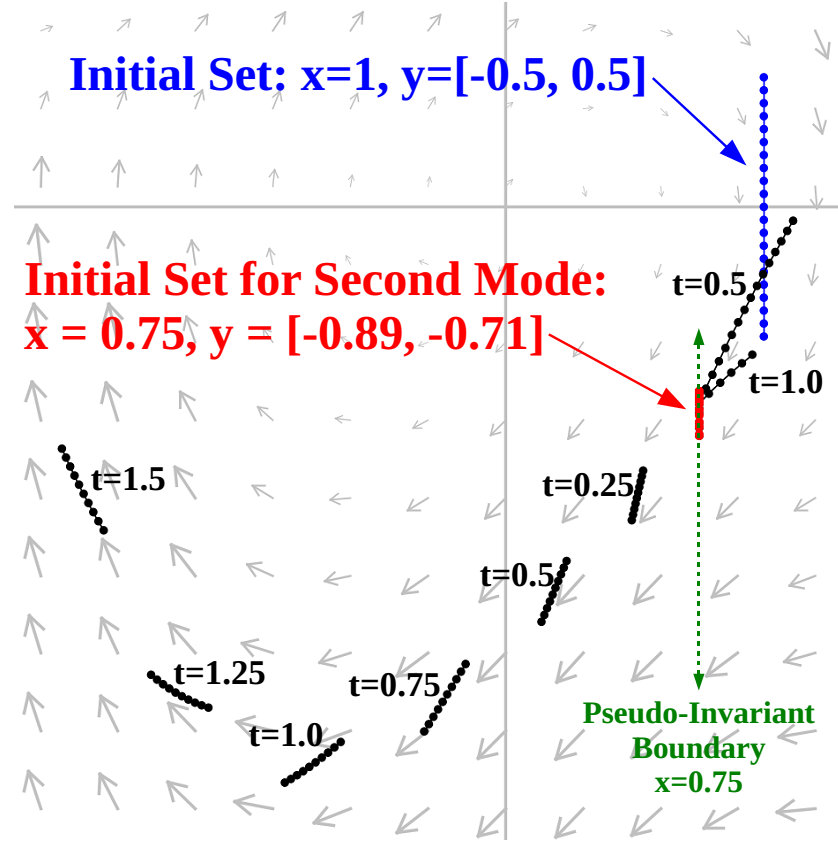 Initial Set: x=1, y=[-0.5, 0.5]
Initial Set for Second Mode:
x = 0.75, y = [-0.89, -0.71]
t=0.5
t=1.0
t=0.25
t=1.5
t=0.5
t=1.25
t=0.75
t=1.0
Pseudo-Invariant
Boundary
x=0.75